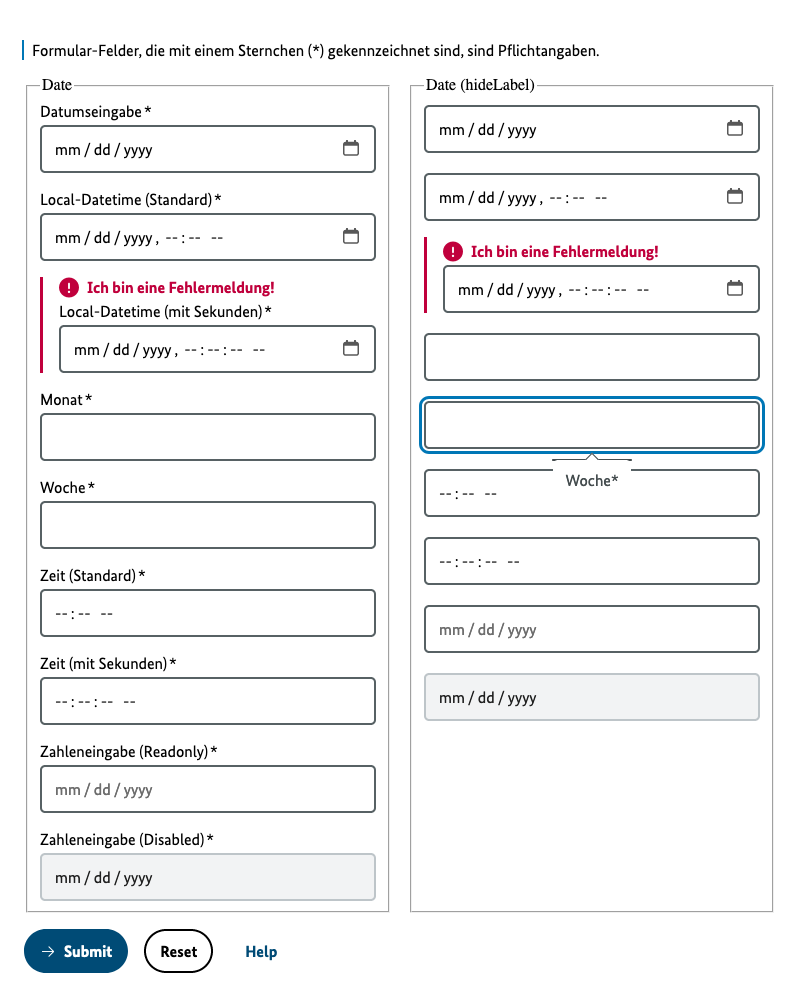 Formular-Felder, die mit einem Sternchen (*) gekennzeichnet sind, sind Pflichtangaben.
Date
Datumseingabe*
mm/dd/yyyy
Local-Datetime (Standard)*
mm/dd/yyyy, --:-- --
Ich bin eine Fehlermeldung!
Local-Datetime (mit Sekunden)*
mm/dd/yyyy, --:--:-- --
Monat*
Woche*
Zeit (Standard)*
--:-- --
Zeit (mit Sekunden)*
--:--:-- --
Zahleneingabe (Readonly)*
mm/dd/yyyy
Zahleneingabe (Disabled)*
mm/dd/yyyy
Date (hideLabel)
mm/dd/yyyy
mm/dd/yyyy, --:-- --
Ich bin eine Fehlermeldung!
mm/dd/yyyy, --:--:-- --
Woche*
--:-- --
--:--:-- --
mm/dd/yyyy
mm/dd/yyyy
→ Submit
Reset
Help